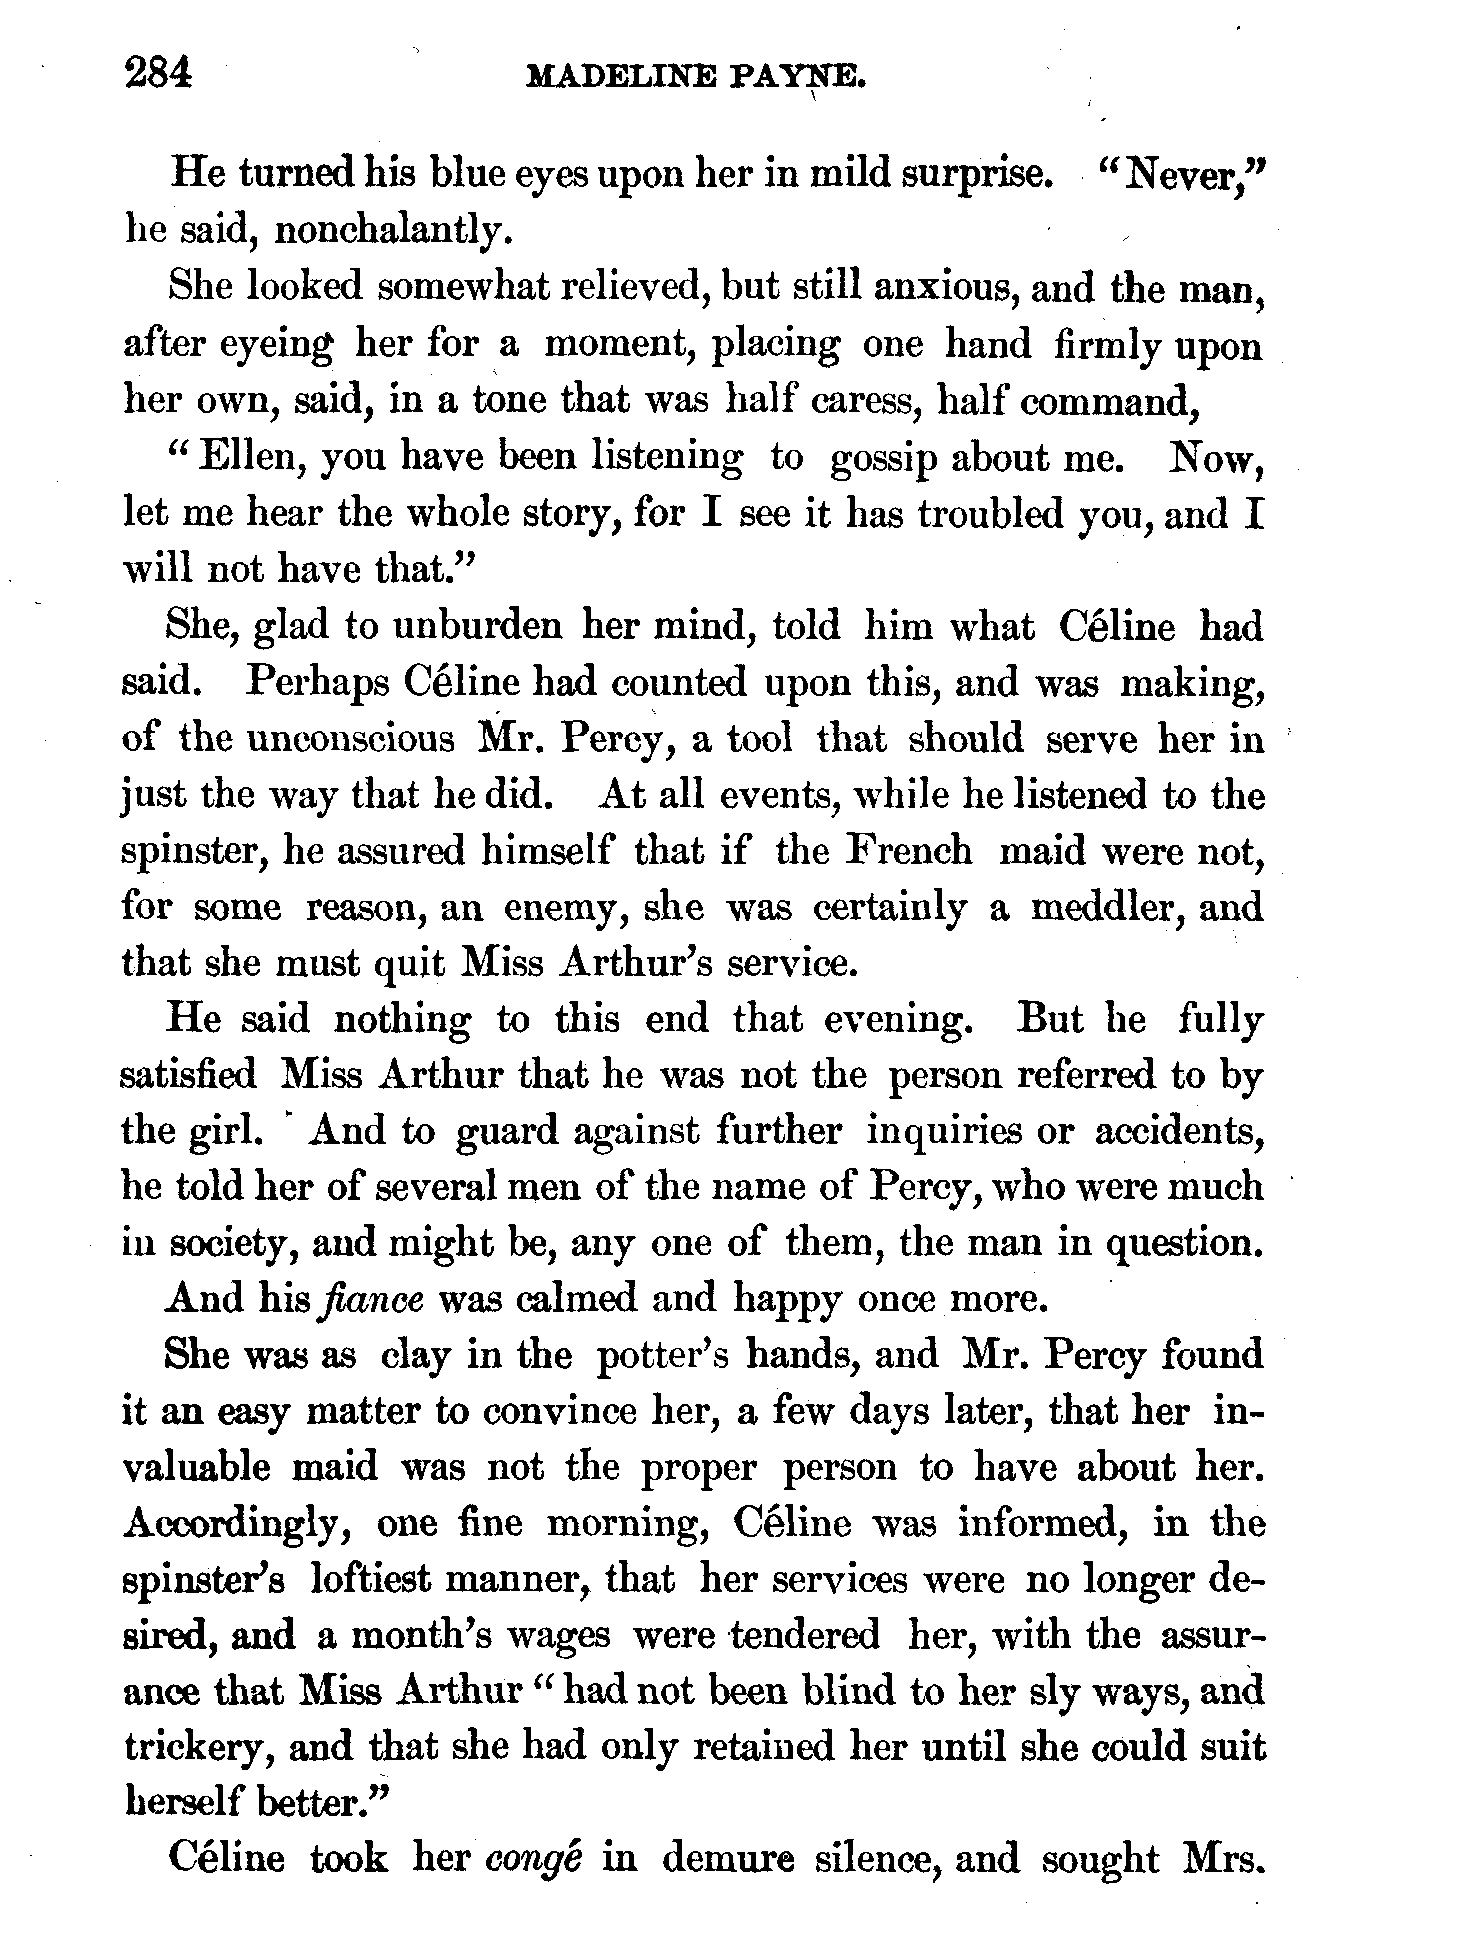 284 MADELINE PAYNE.
He turned his blue eyes upon her in mild surprise. "Never,"
he said, nonchalantly.
She looked somewhat relieved, but still anxious, and the man,
after eyeing her for a moment, placing one hand firmly upon
her own, said, in a tone that was half caress, half command,
"Ellen, you have been listening to gossip about me. Now,
let me hear the whole story, for I see it has troubled you, and I
will not have that."
She, glad to unburden her mind, told him what Céline had
said. Perhaps Céline had counted upon this, and was making,
of the unconscious Mr. Percy, a tool that should serve her in
just the way that he did. At all events, while he listened to the
spinster, he assured himself that if the French maid were not,
for some reason, an enemy, she was certainly a meddler, and
that she must quit Miss Arthur's service.
He said nothing to this end that evening. But he fully
satisfied Miss Arthur that he was not the person referred to by
the girl. And to guard against further inquiries or accidents,
he told her of several men of the name of Percy, who were much
in society, and might be, any one of them, the man in question.
And his fiance was calmed and happy once more.
She was as clay in the potter's hands, and Mr. Percy found
it an easy matter to convince her, a few days later, that her in-
valuable maid was not the proper person to have about her.
Accordingly, one fine morning, Céline was informed, in the
spinster's loftiest manner, that her services were no longer de-
sired, and a month's wages were tendered her, with the assur-
ance that Miss Arthur "had not been blind to her sly ways, and
trickery, and that she had only retained her until she could suit
herself better."
Céline took her congé in demure silence, and sought Mrs.